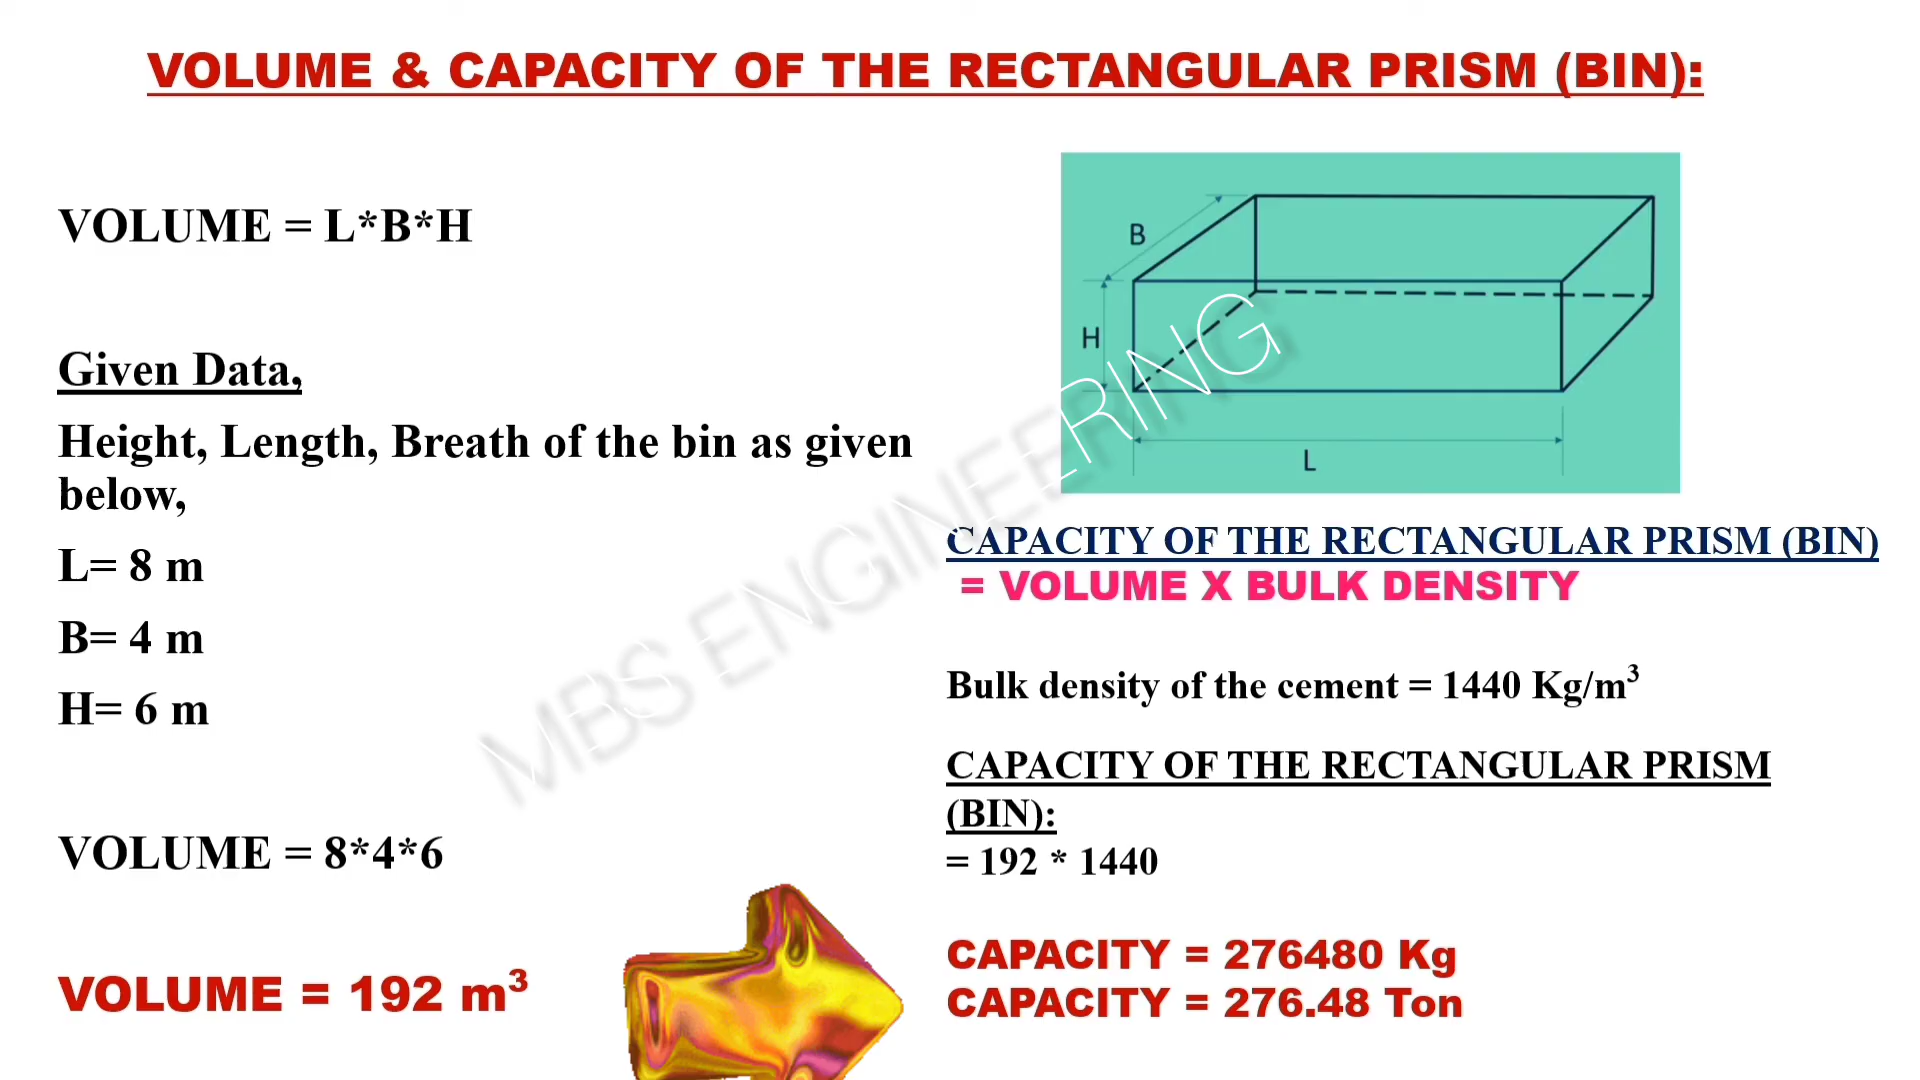 VOLUME & CAPACITY OF THE RECTANGULAR PRISM (BIN):
VOLUME = L*B*H
Given Data,
Height, Length, Breath of the bin as given
below,
L= 8 m
B= 4 m
H= 6 m
VOLUME = 8*4*6
VOLUME = 192 m³
B
H
L
CAPACITY OF THE RECTANGULAR PRISM (BIN)
= VOLUME X BULK DENSITY
Bulk density of the cement = 1440 Kg/m³
CAPACITY OF THE RECTANGULAR PRISM
(BIN):
= 192 * 1440
CAPACITY = 276480 Kg
CAPACITY = 276.48 Ton
MBS ENGINEERING